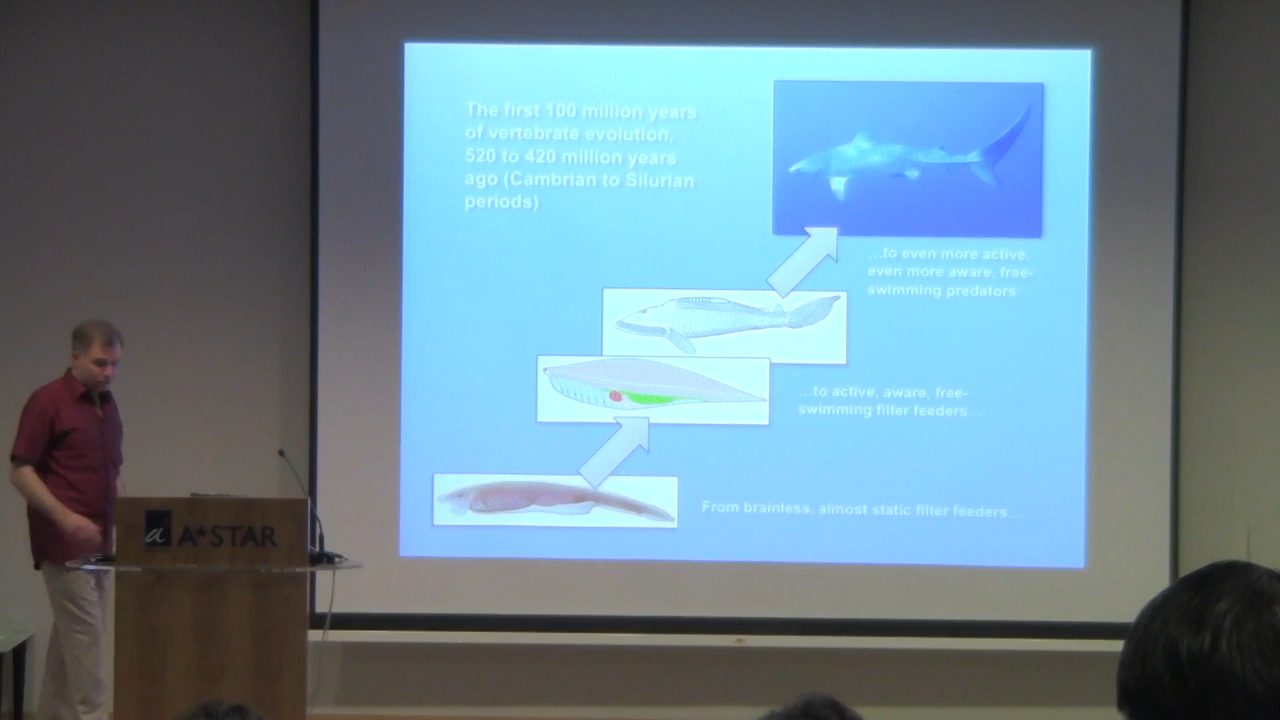 The first 100 million years
of vertebrate evolution,
520 to 420 million years
ago (Cambrian to Silurian
periods)
...to even more active,
even more aware, free-
swimming predators
...to active, aware, free-
swimming filter feeders...
From brainless, almost static filter feeders...
a A*STAR